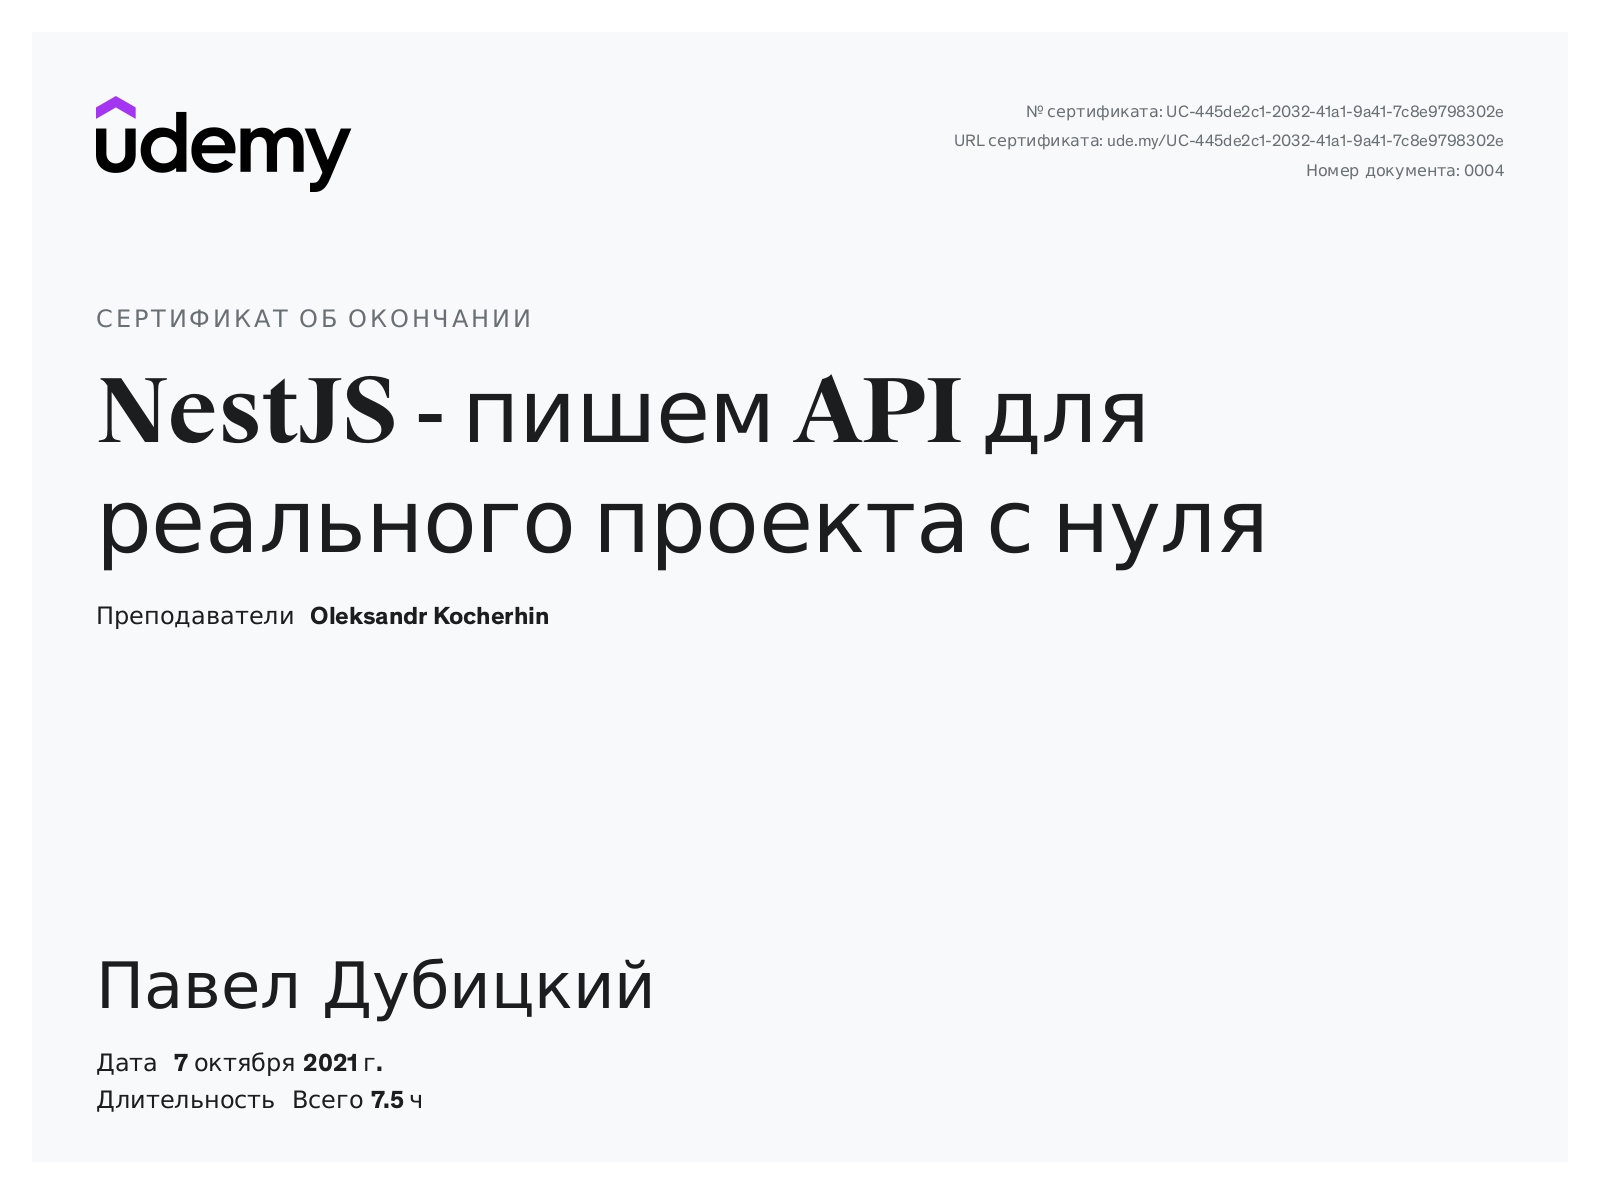 udemy
№ сертификата: UC-445de2c1-2032-41a1-9a41-7c8e9798302e
URL сертификата: ude.my/UC-445de2c1-2032-41a1-9a41-7c8e9798302e
Номер документа: 0004
СЕРТИФИКАТ ОБ ОКОНЧАНИИ
NestJS - пишем API для
реального проекта с нуля
Преподаватели Oleksandr Kocherhin
Павел Дубицкий
Дата 7 октября 2021 г.
Длительность Всего 7.5 ч